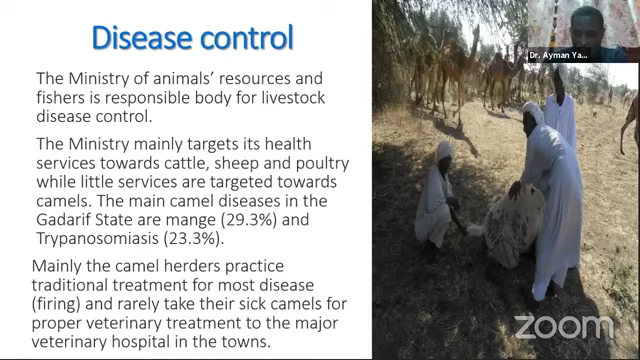 Disease control
The Ministry of animals’ resources and
fishers is responsible body for livestock
disease control.
The Ministry mainly targets its health
services towards cattle, sheep and poultry
while little services are targeted towards
camels. The main camel diseases in the
Gadarif State are mange (29.3%) and
Trypanosomiasis (23.3%).
Mainly the camel herders practice
traditional treatment for most disease
(firing) and rarely take their sick camels for
proper veterinary treatment to the major
veterinary hospital in the towns.
Dr. Ayman Ya...
zoom